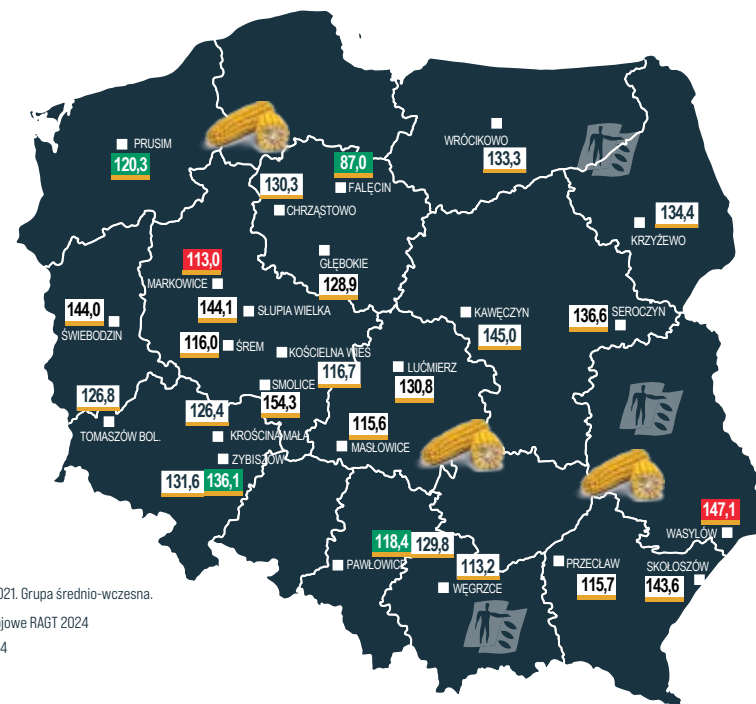 PRUSIM
120,3
WRÓCIKOWO
133,3
87,0
FALĘCIN
130,3
CHRZĄSTOWO
134,4
KRZYŻEWO
GŁĘBOKIE
128,9
113,0
MARKOWICE
144,1
SŁUPIA WIELKA
144,0
ŚWIEBODZIN
KAWĘCZYN
145,0
136,6
SEROCZYN
116,0
ŚREM
KOŚCIELNA WIEŚ
116,7
LUĆMIERZ
130,8
SMOLICE
154,3
126,8
TOMASZÓW BOL.
126,4
KROŚCINA MAŁA
115,6
MASŁOWICE
ZYBISZÓW
131,6 136,1
147,1
WASYLÓW
118,4 129,8
PAWŁOWICE
113,2
WĘGRZCE
PRZECŁAW
115,7
SKOŁOSZÓW
143,6
021. Grupa średnio-wczesna.
jowe RAGT 2024
4